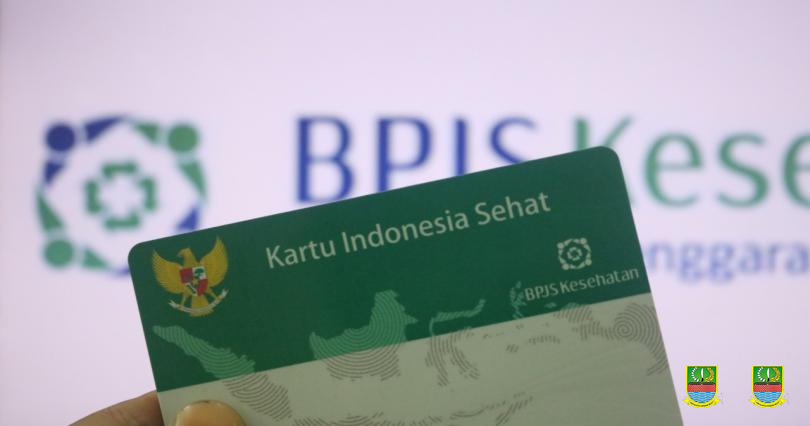 BPJS Kese
nggara
Kartu Indonesia Sehat
BPJS Kesehatan